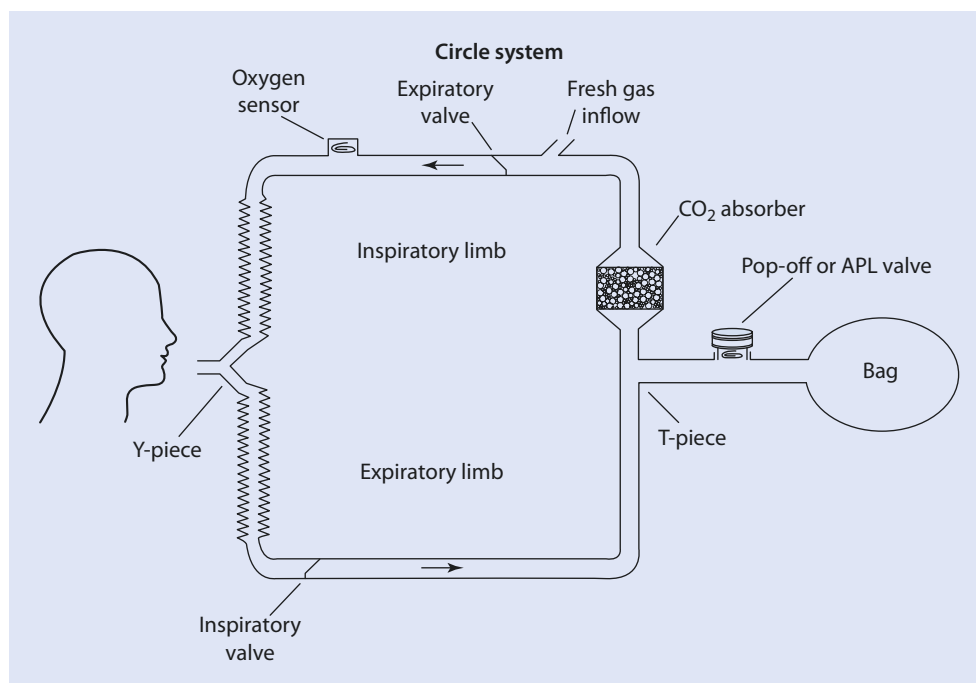 Circle system
Oxygen
sensor
Expiratory
valve
Fresh gas
inflow
CO₂ absorber
Inspiratory limb
Pop-off or APL valve
Bag
Y-piece
T-piece
Expiratory limb
Inspiratory
valve